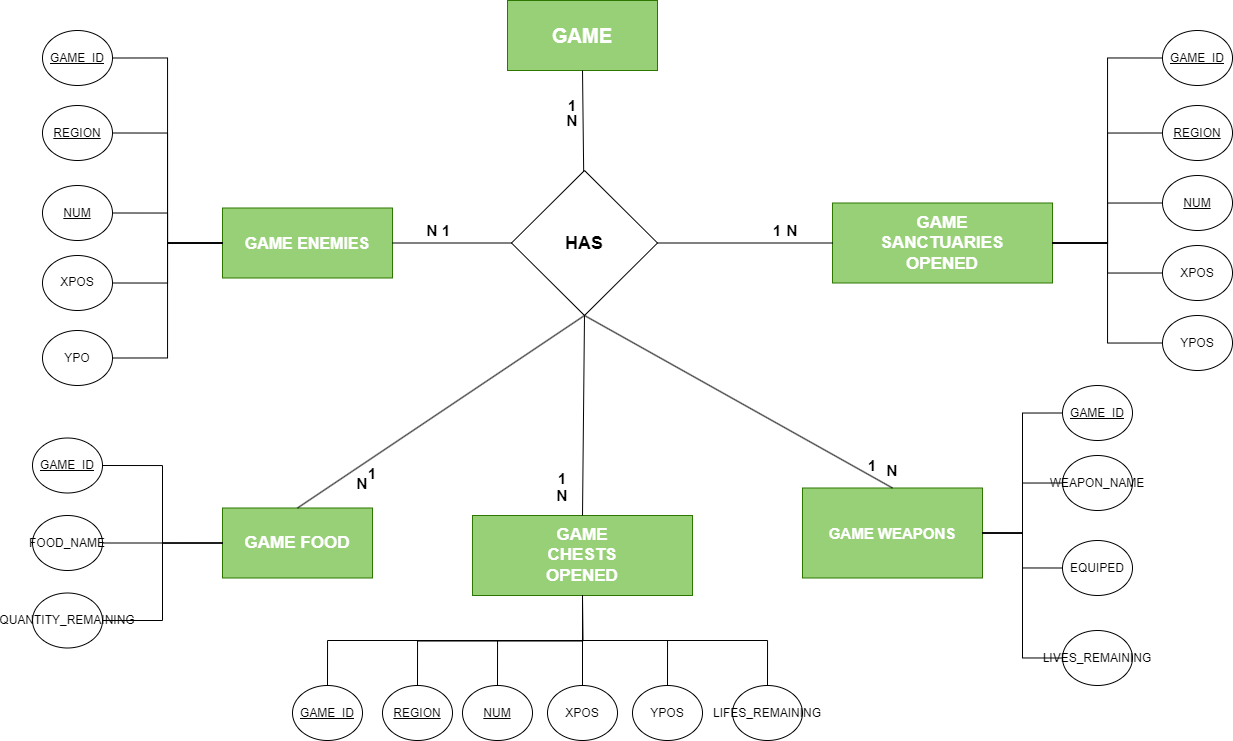 GAME
1
N
GAME_ID
REGION
NUM
XPOS
YPO
GAME ENEMIES
N 1
HAS
1 N
GAME
SANCTUARIES
OPENED
GAME_ID
REGION
NUM
XPOS
YPOS
GAME_ID
FOOD_NAME
QUANTITY_REMAINING
GAME FOOD
N
1
1
N
GAME
CHESTS
OPENED
GAME_ID
REGION
NUM
XPOS
YPOS
LIFES_REMAINING
1 N
GAME WEAPONS
GAME_ID
WEAPON_NAME
EQUIPED
LIVES_REMAINING